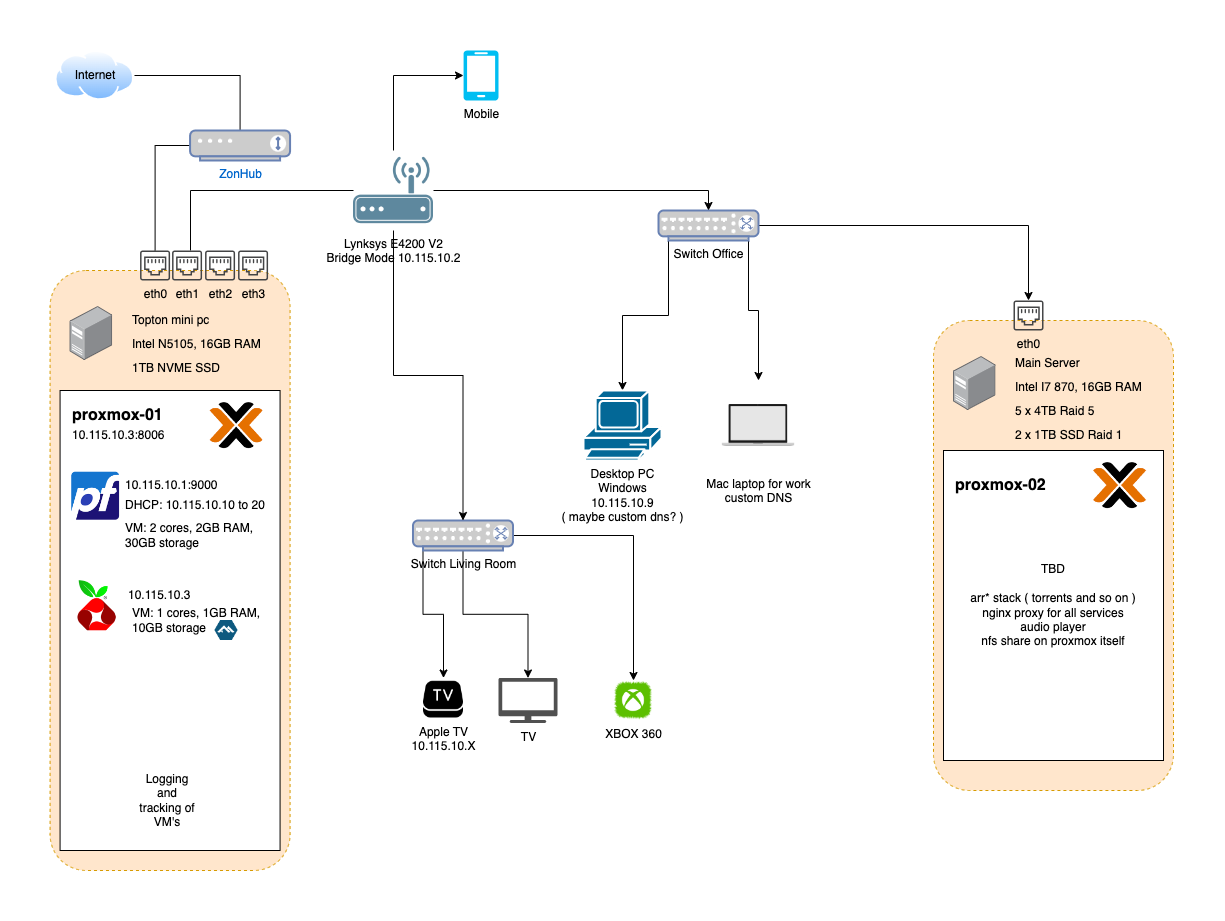 Internet
Mobile
ZonHub
Lynksys E4200 V2
Bridge Mode 10.115.10.2
Switch Office
eth0
eth1
eth2
eth3
Topton mini pc
Intel N5105, 16GB RAM
1TB NVME SSD
proxmox-01
10.115.10.3:8006
pf
10.115.10.1:9000
DHCP: 10.115.10.10 to 20
VM: 2 cores, 2GB RAM,
30GB storage
10.115.10.3
VM: 1 cores, 1GB RAM,
10GB storage
Logging
and
tracking of
VM's
Desktop PC
Windows
10.115.10.9
( maybe custom dns? )
Mac laptop for work
custom DNS
Switch Living Room
TV
Apple TV
10.115.10.X
TV
XBOX 360
eth0
Main Server
Intel I7 870, 16GB RAM
5 x 4TB Raid 5
2 x 1TB SSD Raid 1
proxmox-02
TBD
arr* stack ( torrents and so on )
nginx proxy for all services
audio player
nfs share on proxmox itself